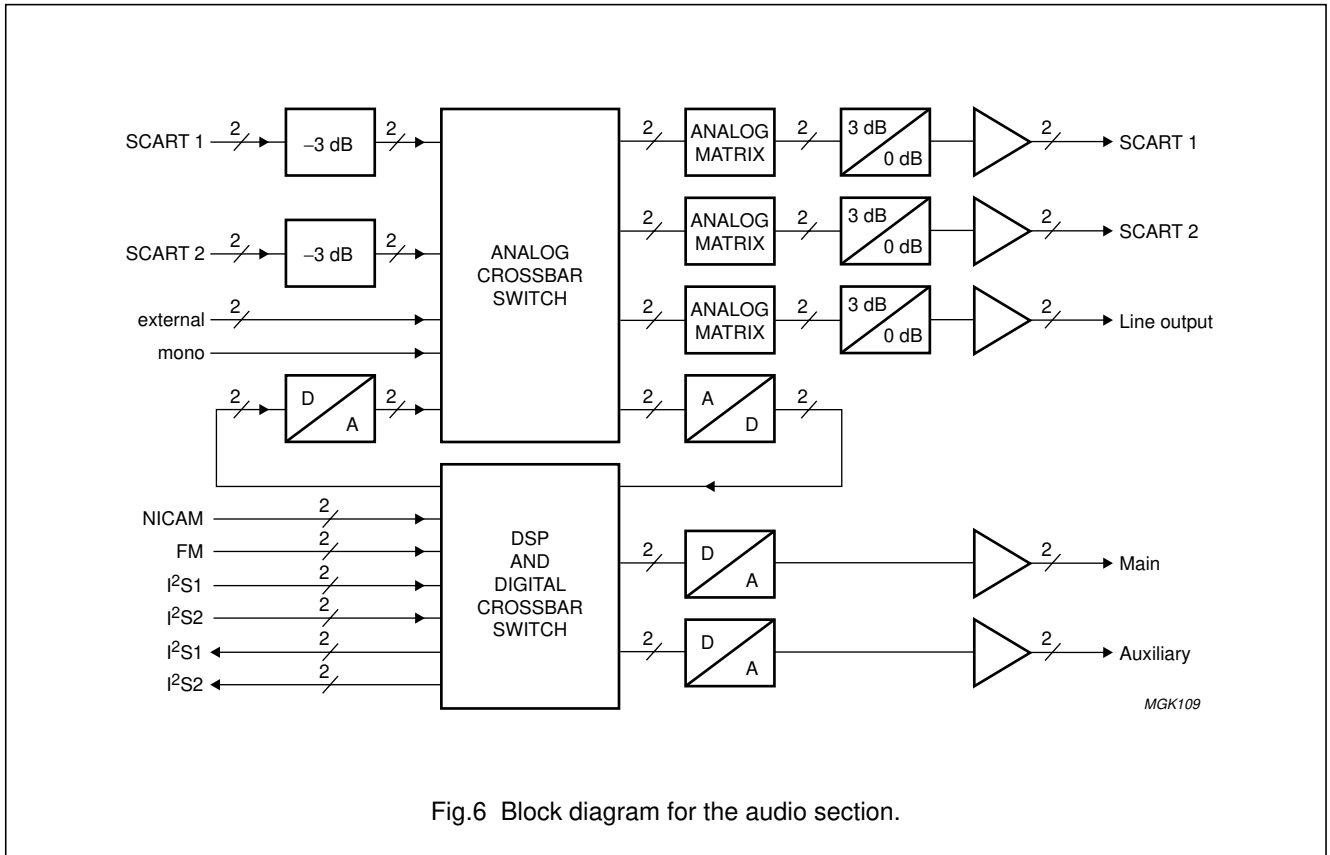 SCART 1 2 −3 dB 2 2 ANALOG MATRIX 2 3 dB 0 dB 2 SCART 1
SCART 2 2 −3 dB 2 ANALOG CROSSBAR SWITCH 2 ANALOG MATRIX 2 3 dB 0 dB 2 SCART 2
external 2 2 ANALOG MATRIX 2 3 dB 0 dB 2 Line output
mono
2 D A 2 2 A D 2
NICAM 2
FM 2 DSP AND DIGITAL CROSSBAR SWITCH 2 D A 2 Main
I²S1 2
I²S2 2
I²S1 2 2 D A 2 Auxiliary
I²S2 2
MGK109
Fig.6 Block diagram for the audio section.